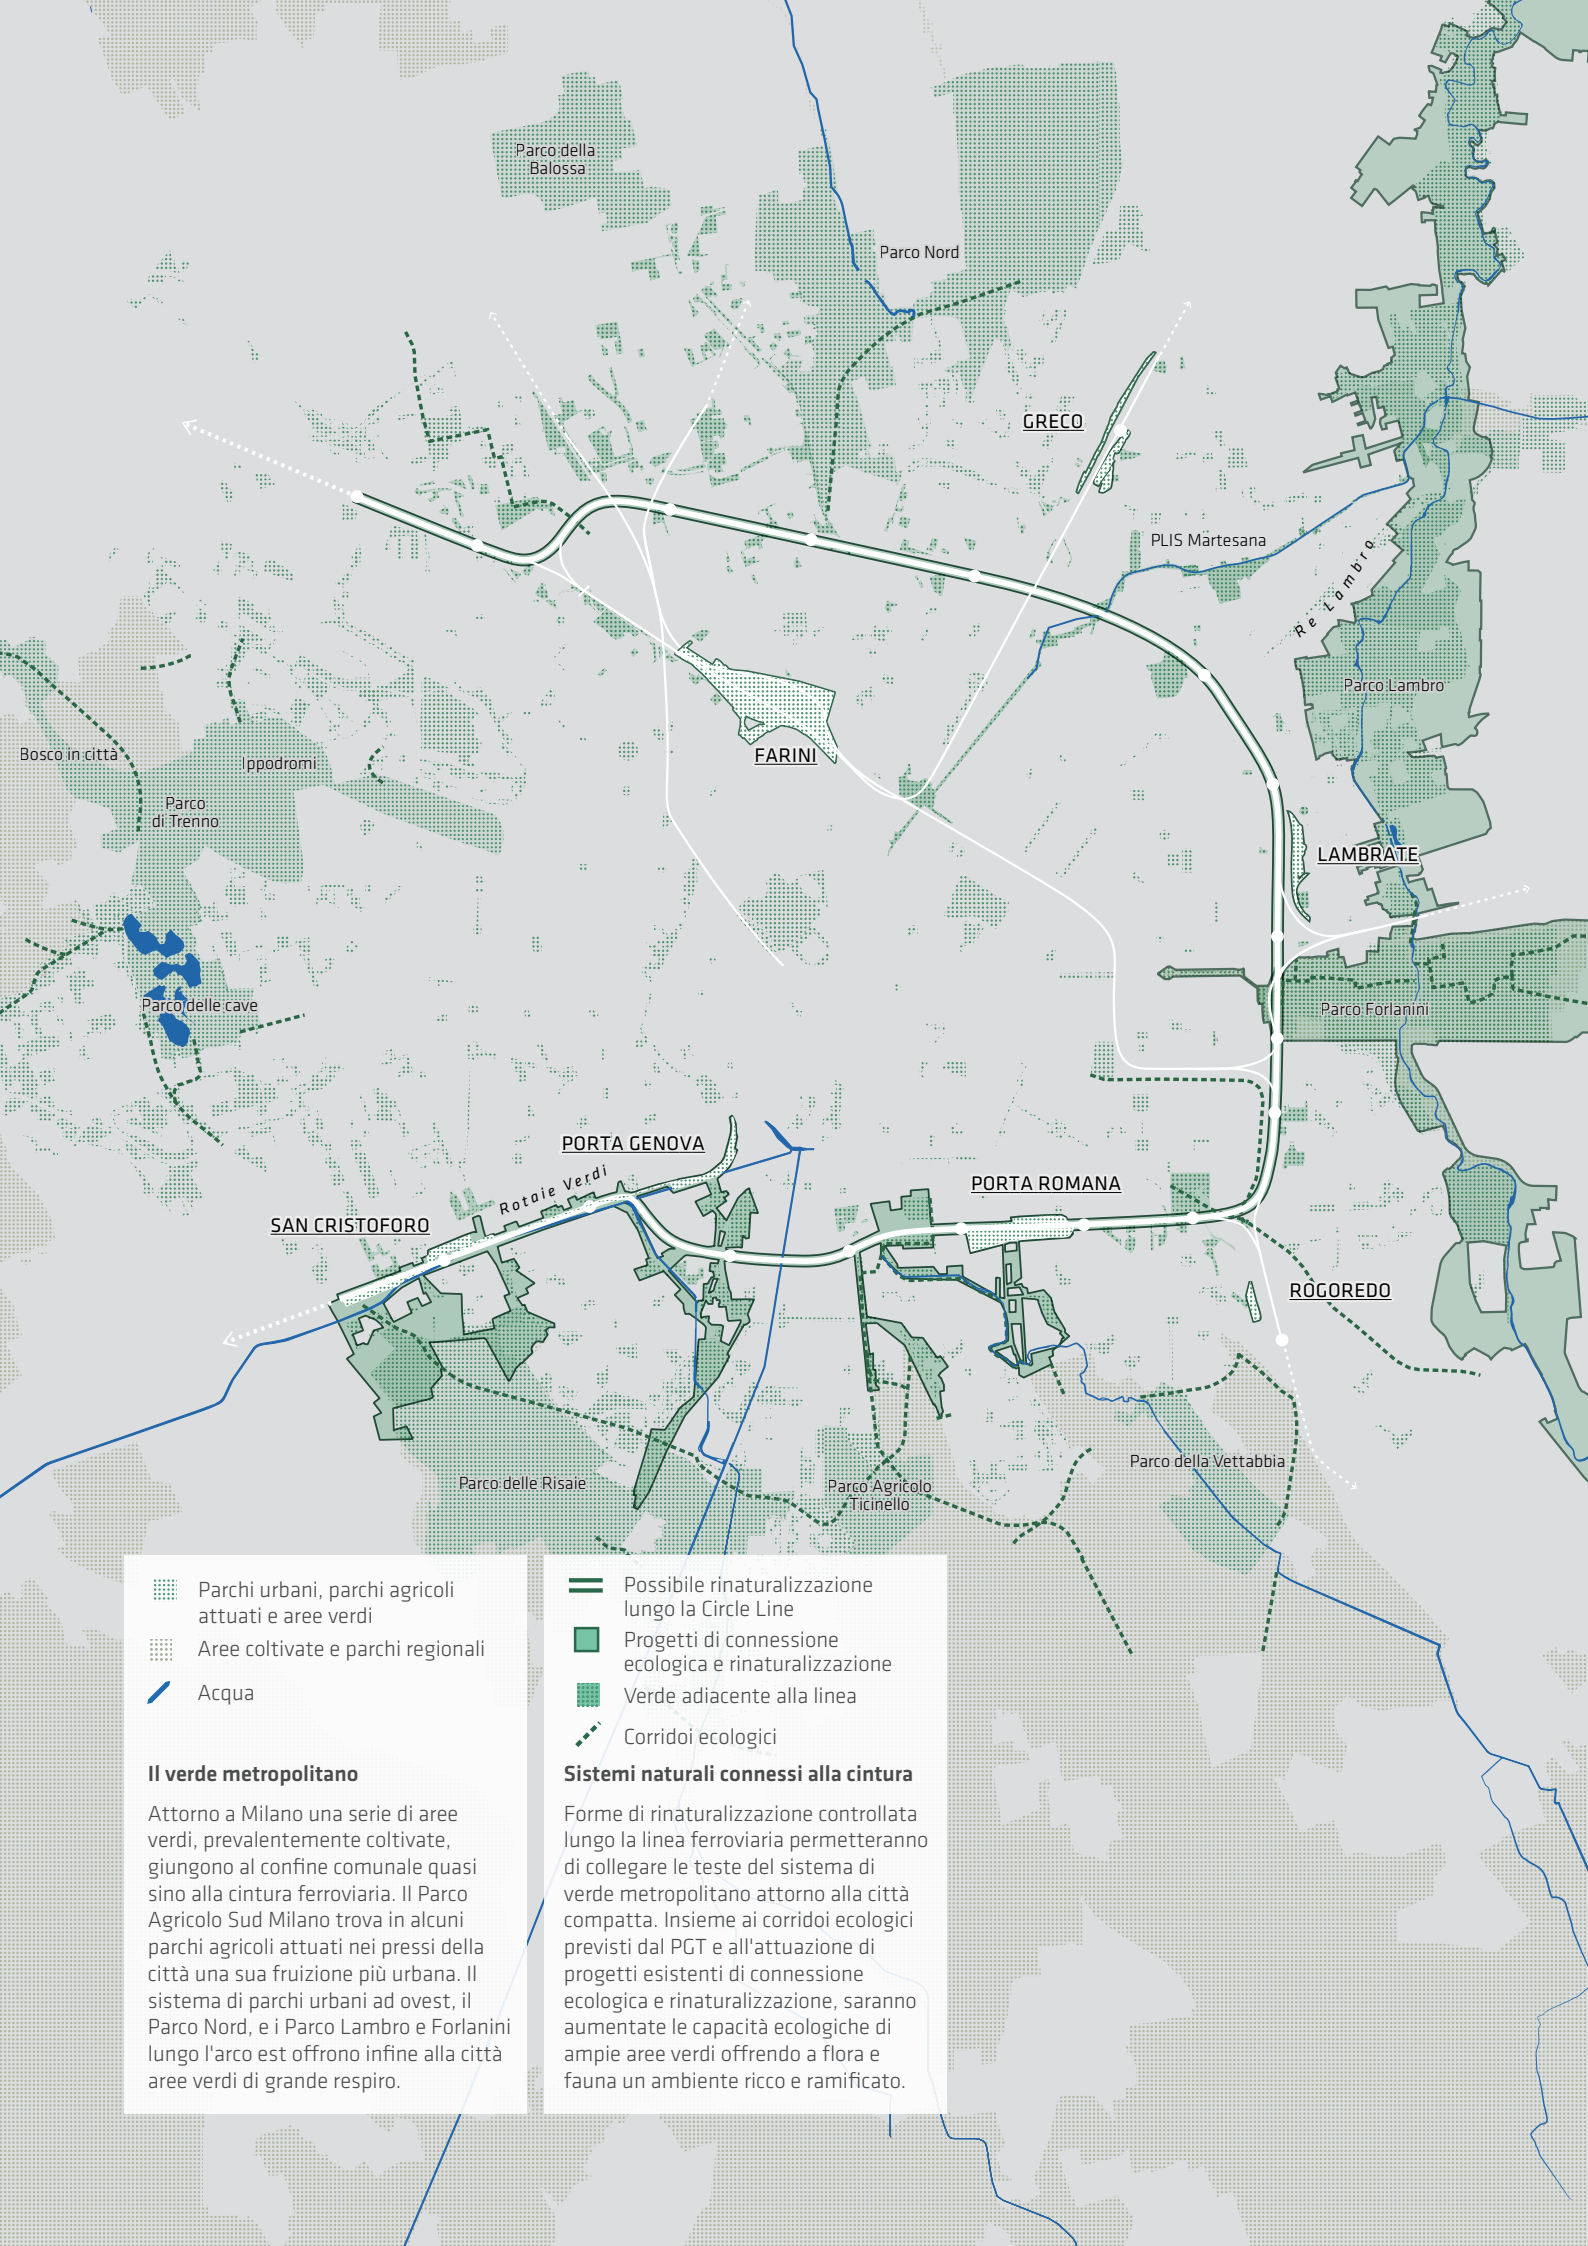 Parco della
Balossa
Parco Nord
GRECO
PLIS Martesana
Re Lambro
Parco Lambro
Bosco in città
Ippodromi
FARINI
Parco
di Trenno
LAMBRATE
Parco delle cave
Parco Forlanini
PORTA GENOVA
Rotaie Verdi
PORTA ROMANA
SAN CRISTOFORO
ROGOREDO
Parco della Vettabbia
Parco delle Risaie
Parco Agricolo
Ticinello
Parchi urbani, parchi agricoli
attuati e aree verdi
Aree coltivate e parchi regionali
Acqua
Il verde metropolitano
Attorno a Milano una serie di aree
verdi, prevalentemente coltivate,
giungono al confine comunale quasi
sino alla cintura ferroviaria. Il Parco
Agricolo Sud Milano trova in alcuni
parchi agricoli attuati nei pressi della
città una sua fruizione più urbana. Il
sistema di parchi urbani ad ovest, il
Parco Nord, e i Parco Lambro e Forlanini
lungo l'arco est offrono infine alla città
aree verdi di grande respiro.
Possibile rinaturalizzazione
lungo la Circle Line
Progetti di connessione
ecologica e rinaturalizzazione
Verde adiacente alla linea
Corridoi ecologici
Sistemi naturali connessi alla cintura
Forme di rinaturalizzazione controllata
lungo la linea ferroviaria permetteranno
di collegare le teste del sistema di
verde metropolitano attorno alla città
compatta. Insieme ai corridoi ecologici
previsti dal PGT e all'attuazione di
progetti esistenti di connessione
ecologica e rinaturalizzazione, saranno
aumentate le capacità ecologiche di
ampie aree verdi offrendo a flora e
fauna un ambiente ricco e ramificato.